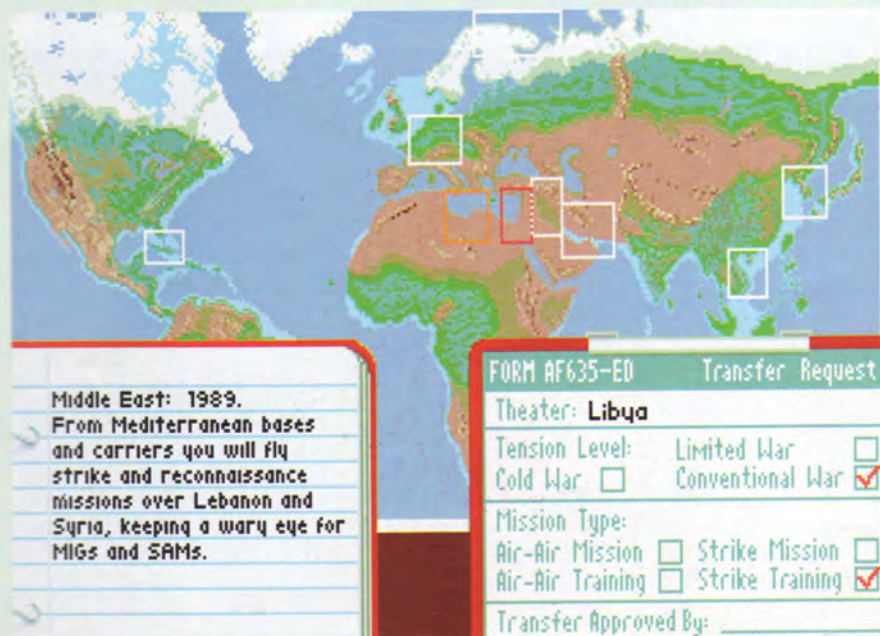 Middle East: 1989.
From Mediterranean bases
and carriers you will fly
strike and reconnaissance
missions over Lebanon and
Syria, keeping a wary eye for
MIGs and SAMs.
FORM AF635-ED Transfer Request
Theater: Libya
Tension Level: Limited War
Cold War Conventional War
Mission Type:
Air-Air Mission Strike Mission
Air-Air Training Strike Training
Transfer Approved By: